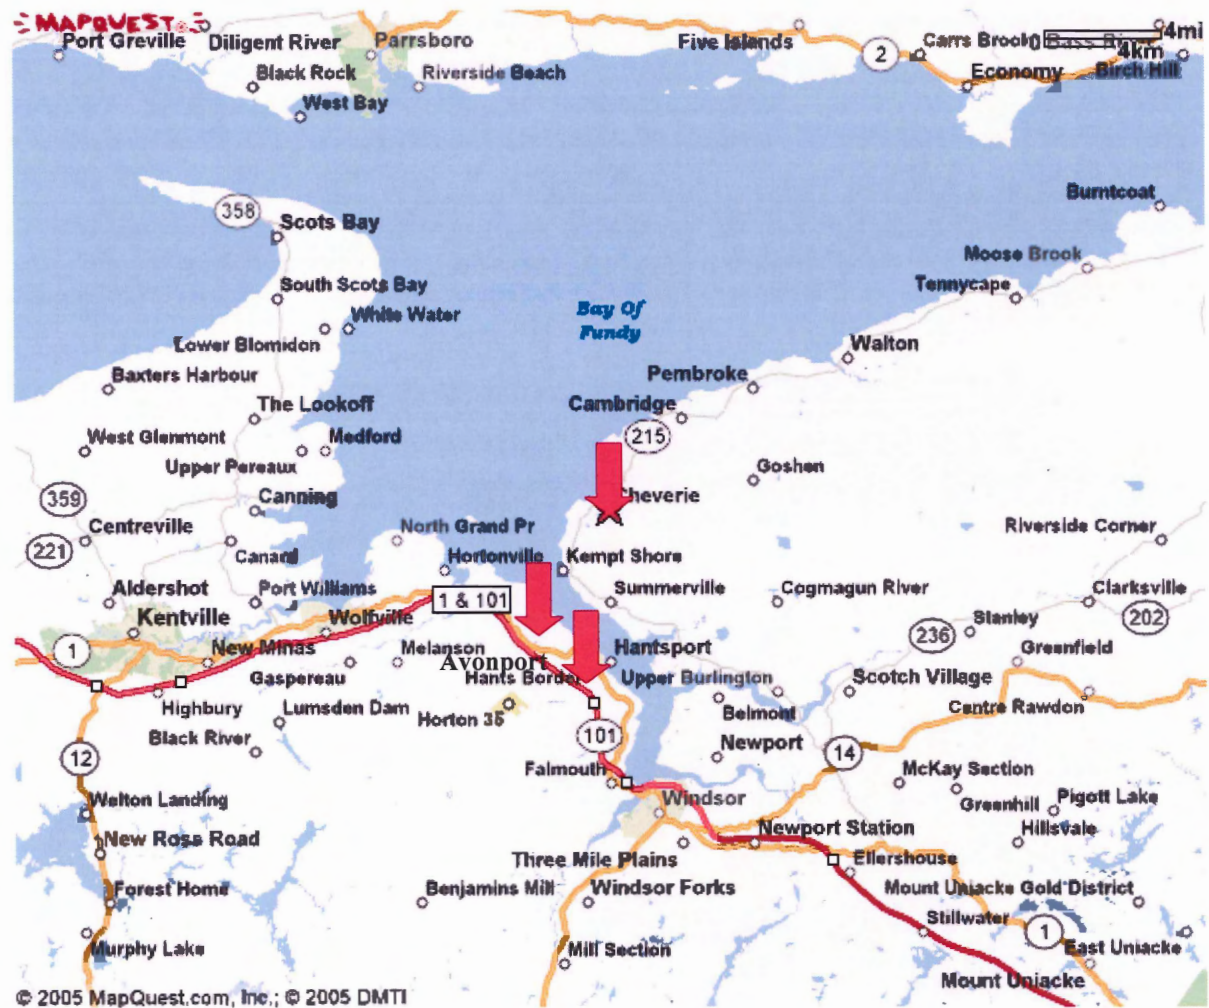 MAPQUEST
Port Greville
Diligent River
Parrsboro
Five Islands
2
Carrs Brook
0
Bass River
4mi
4km
Black Rock
Riverside Beach
Economy
Birch Hill
West Bay
Burntcoat
358
Scots Bay
Moose Brook
South Scots Bay
Tennycape
White Water
Bay Of
Fundy
Lower Blomidon
Walton
Baxters Harbour
Pembroke
The Lookoff
Cambridge
West Glenmont
Medford
215
Upper Pereaux
Goshen
359
Canning
Cheverie
Centreville
North Grand Pr
Riverside Corner
221
Canard
Hortonville
Kempt Shore
Aldershot
Port Williams
1 & 101
Summerville
Cogmagun River
Clarksville
Kentville
Wolfville
Stanley
202
236
1
New Minas
Melanson
Avonport
Hantsport
Greenfield
Gaspereau
Hants Border
Upper Burlington
Scotch Village
Highbury
Lumsden Dam
Horton 35
Belmont
Centre Rawdon
Black River
101
Newport
14
12
Falmouth
McKay Section
Welton Landing
Windsor
Greenhill
Pigott Lake
New Ross Road
Newport Station
Hillsvale
Three Mile Plains
Ellershouse
Forest Home
Benjamins Mill
Windsor Forks
Mount Uniacke Gold District
Stillwater
1
Murphy Lake
Mill Section
East Uniacke
Mount Uniacke
© 2005 MapQuest.com, Inc.; © 2005 DMTI